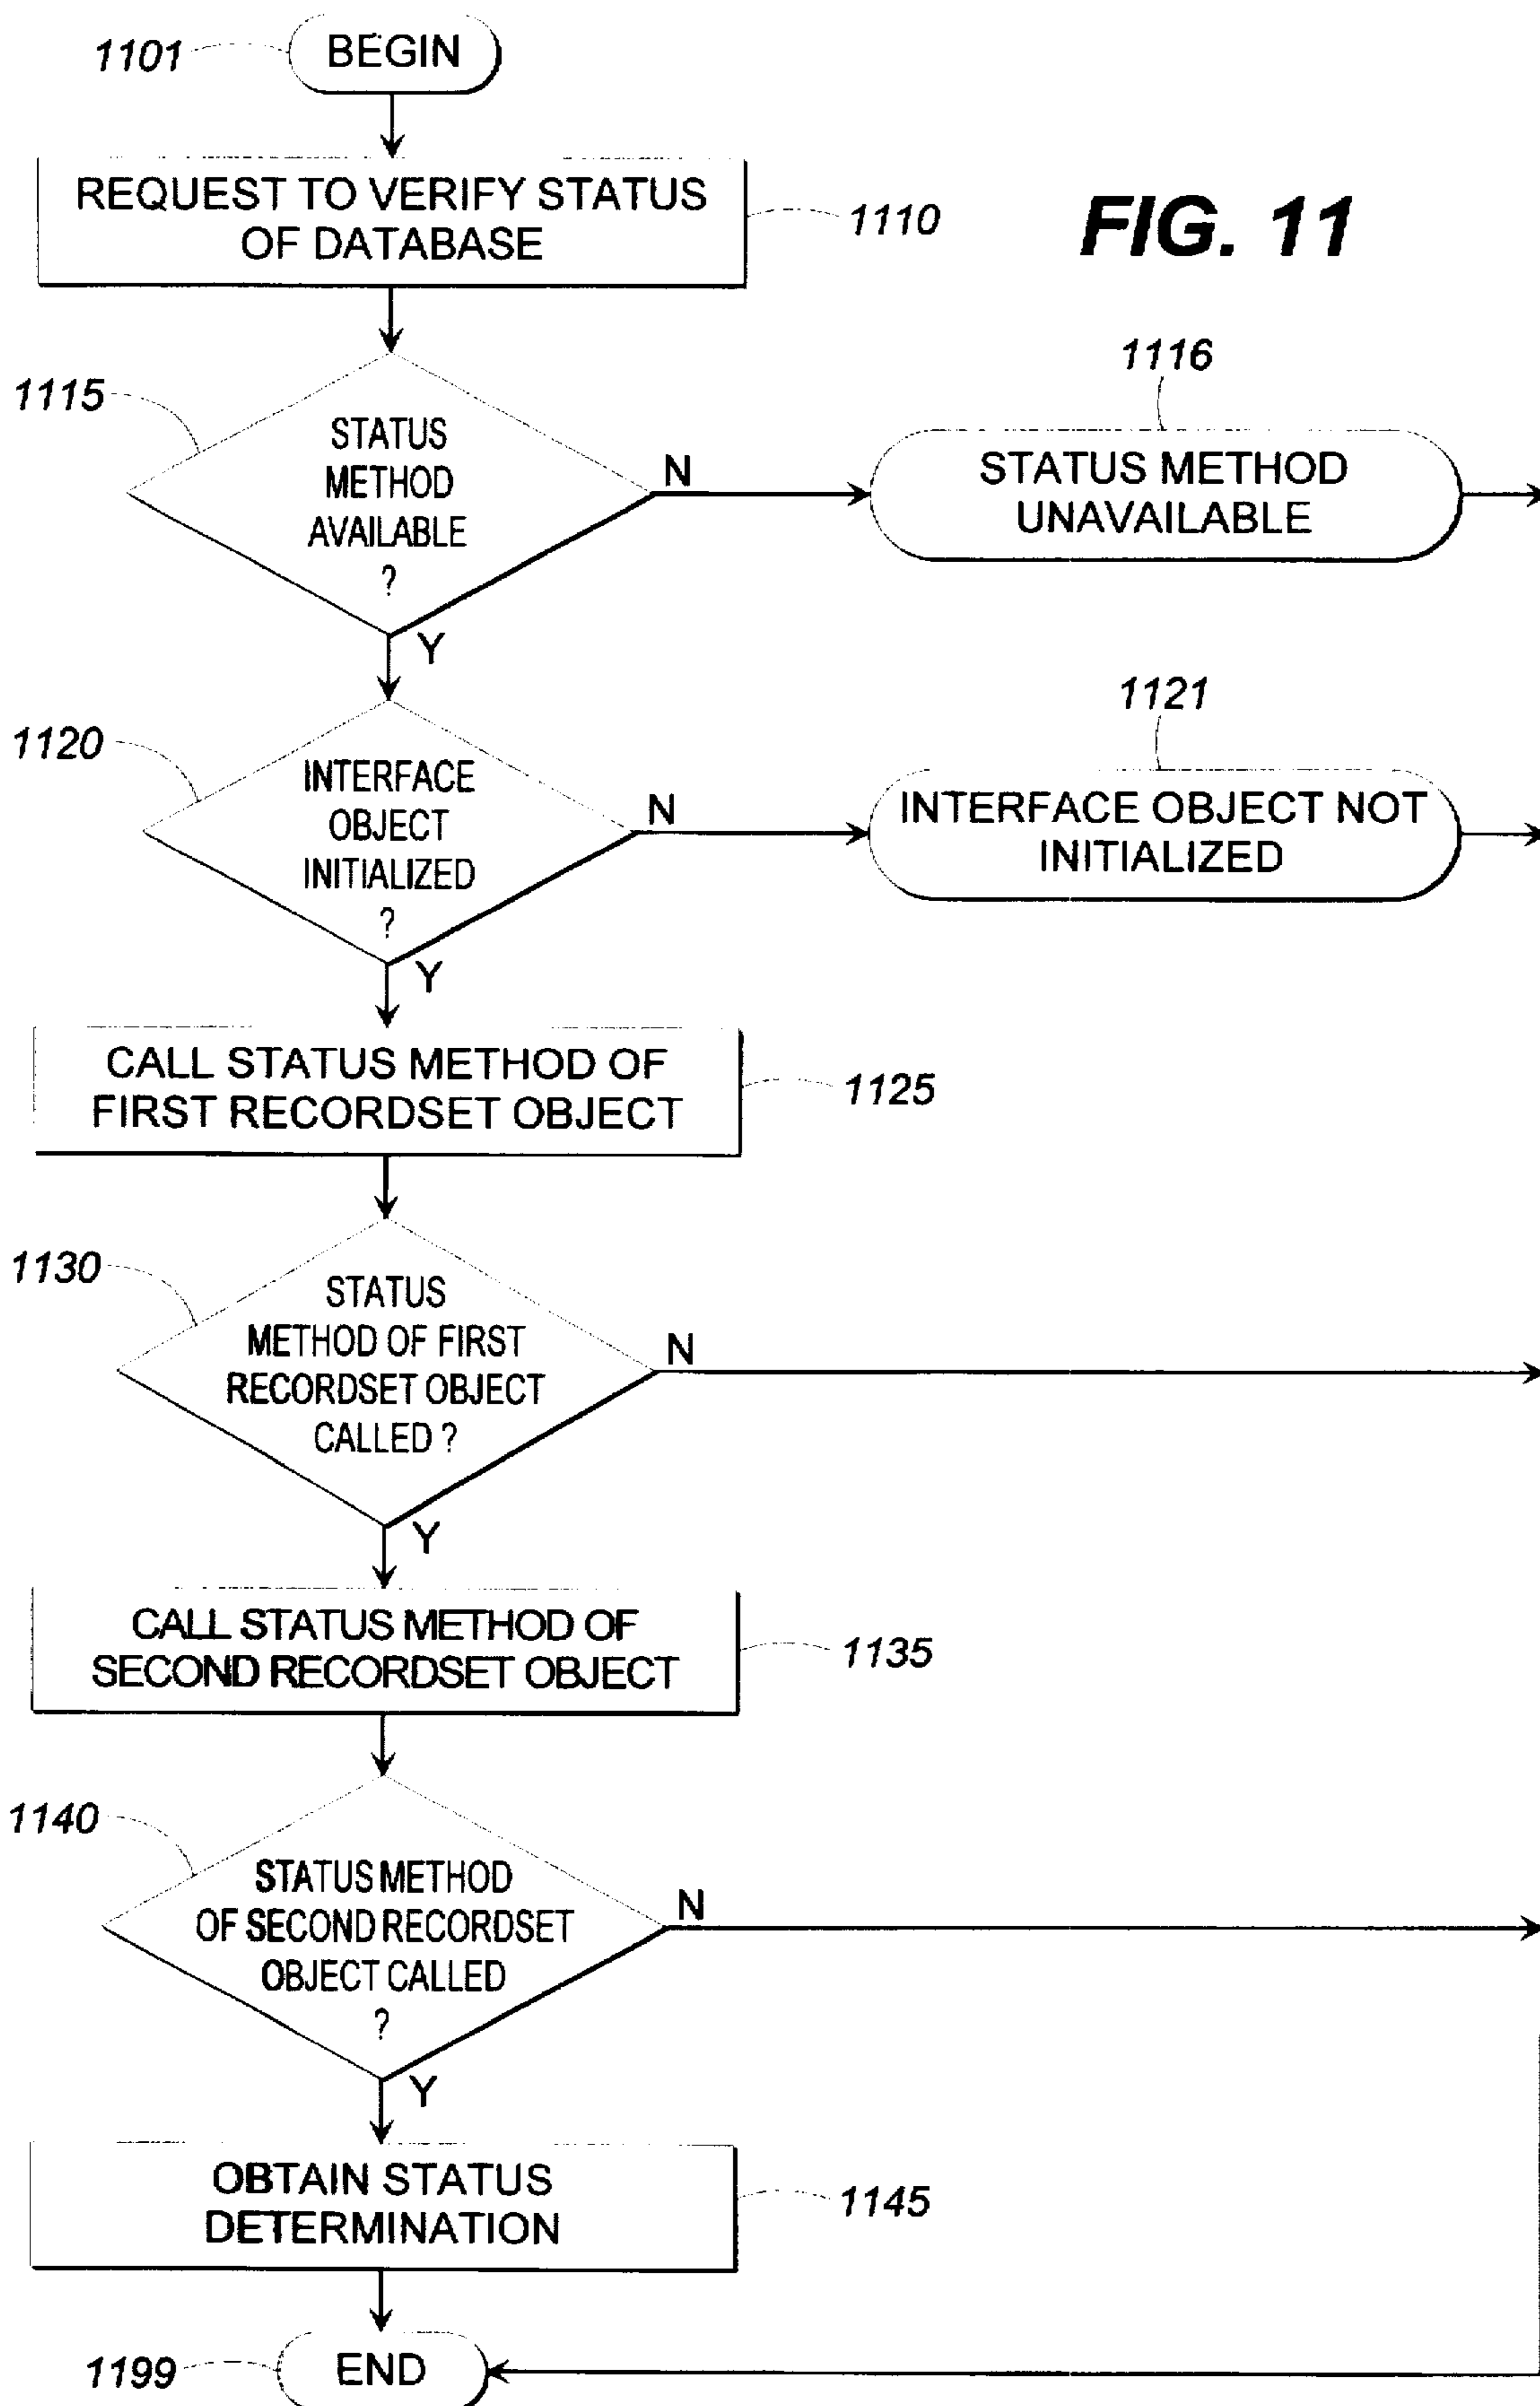 1101
BEGIN
REQUEST TO VERIFY STATUS
OF DATABASE
1110
FIG. 11
1115
STATUS
METHOD
AVAILABLE
?
N
Y
1116
STATUS METHOD
UNAVAILABLE
1120
INTERFACE
OBJECT
INITIALIZED
?
N
Y
1121
INTERFACE OBJECT NOT
INITIALIZED
CALL STATUS METHOD OF
FIRST RECORDSET OBJECT
1125
1130
STATUS
METHOD OF FIRST
RECORDSET OBJECT
CALLED ?
N
Y
CALL STATUS METHOD OF
SECOND RECORDSET OBJECT
1135
1140
STATUS METHOD
OF SECOND RECORDSET
OBJECT CALLED
?
N
Y
OBTAIN STATUS
DETERMINATION
1145
1199
END